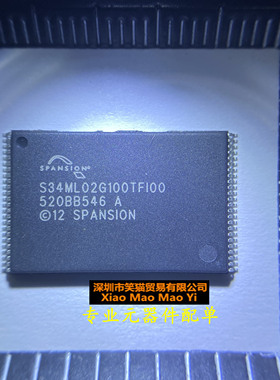 SPANSION
S34ML02G100TFI00
520BB546 A
©12 SPANSION
深圳市笑猫贸易有限公司
Xiao Mao Mao Yi
专业元器件配单